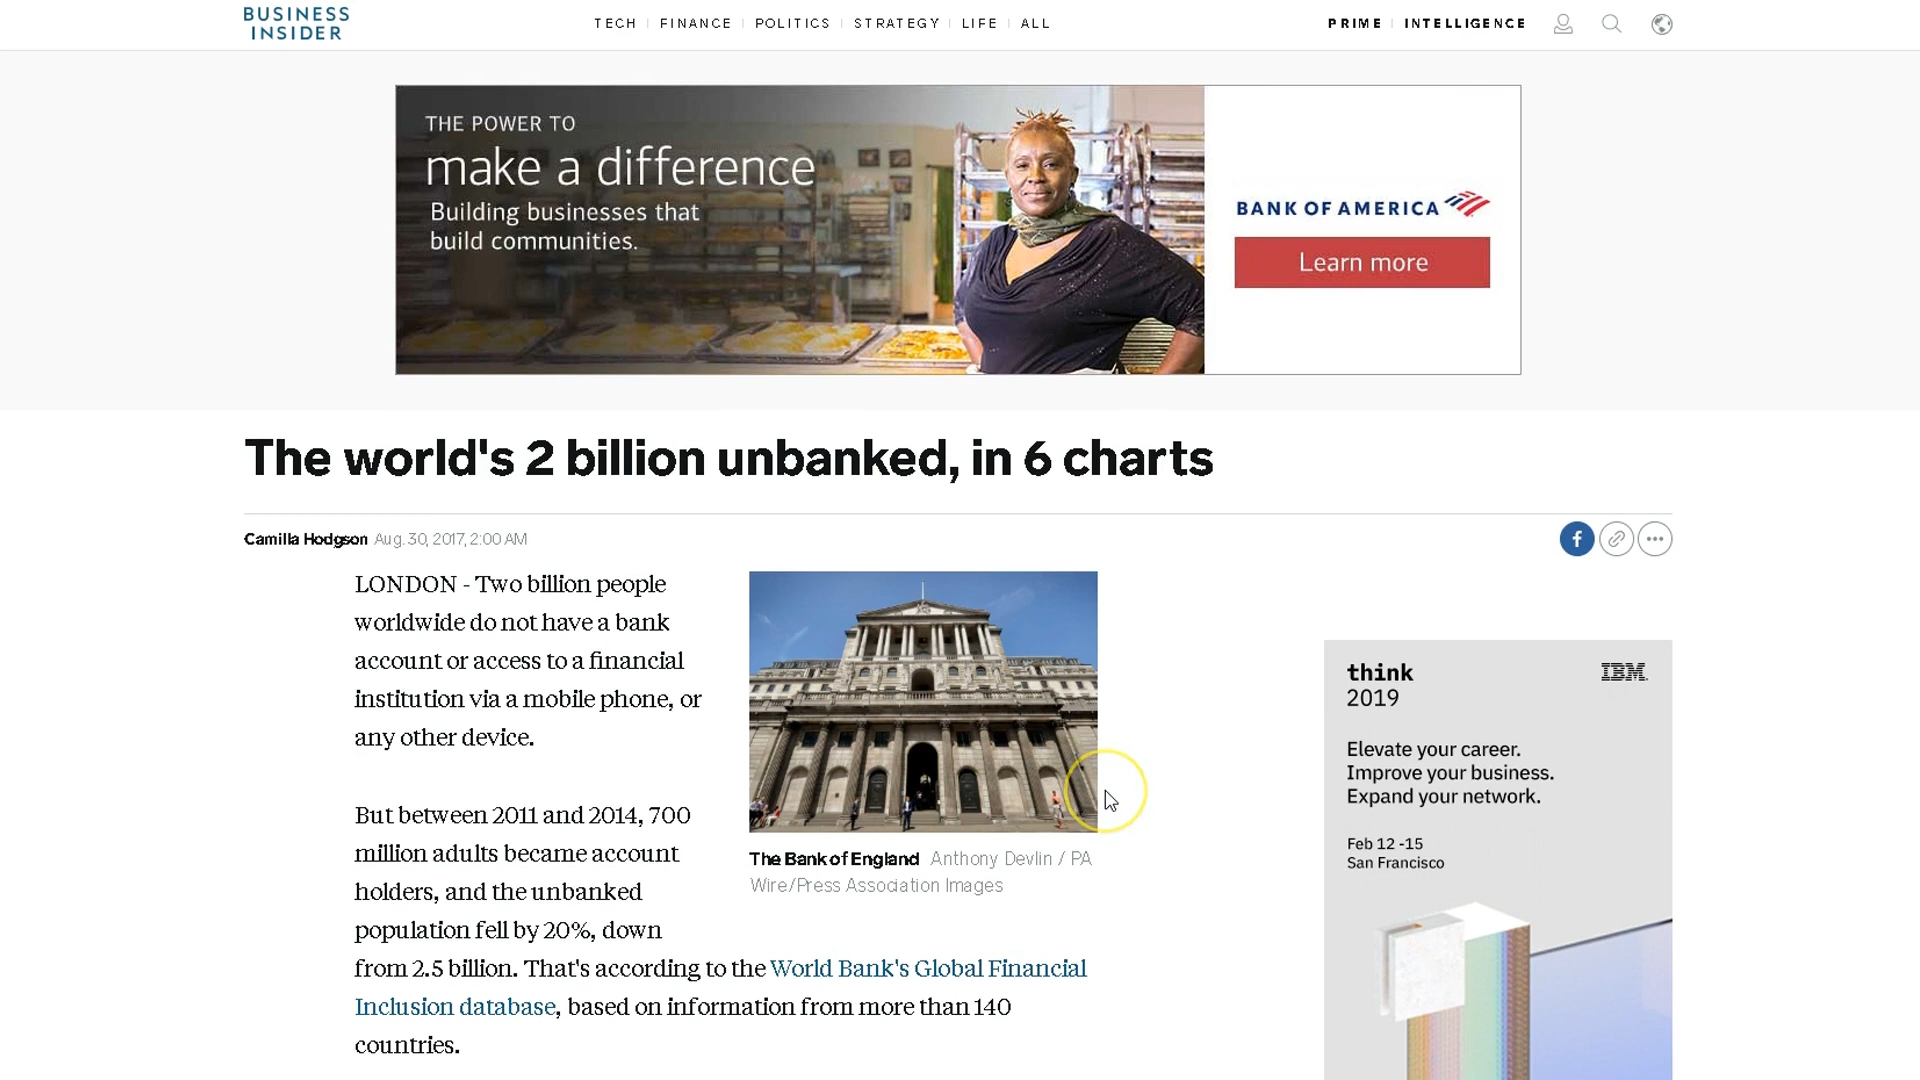 BUSINESS
INSIDER
TECH | FINANCE | POLITICS | STRATEGY | LIFE | ALL
PRIME | INTELLIGENCE
THE POWER TO
make a difference
Building businesses that
build communities.
BANK OF AMERICA
Learn more
The world's 2 billion unbanked, in 6 charts
Camilla Hodgson Aug. 30, 2017, 2:00 AM
LONDON - Two billion people
worldwide do not have a bank
account or access to a financial
institution via a mobile phone, or
any other device.
But between 2011 and 2014, 700
million adults became account
holders, and the unbanked
population fell by 20%, down
from 2.5 billion. That's according to the World Bank's Global Financial
Inclusion database, based on information from more than 140
countries.
The Bank of England Anthony Devlin / PA
Wire/Press Association Images
think
2019
IBM.
Elevate your career.
Improve your business.
Expand your network.
Feb 12 -15
San Francisco